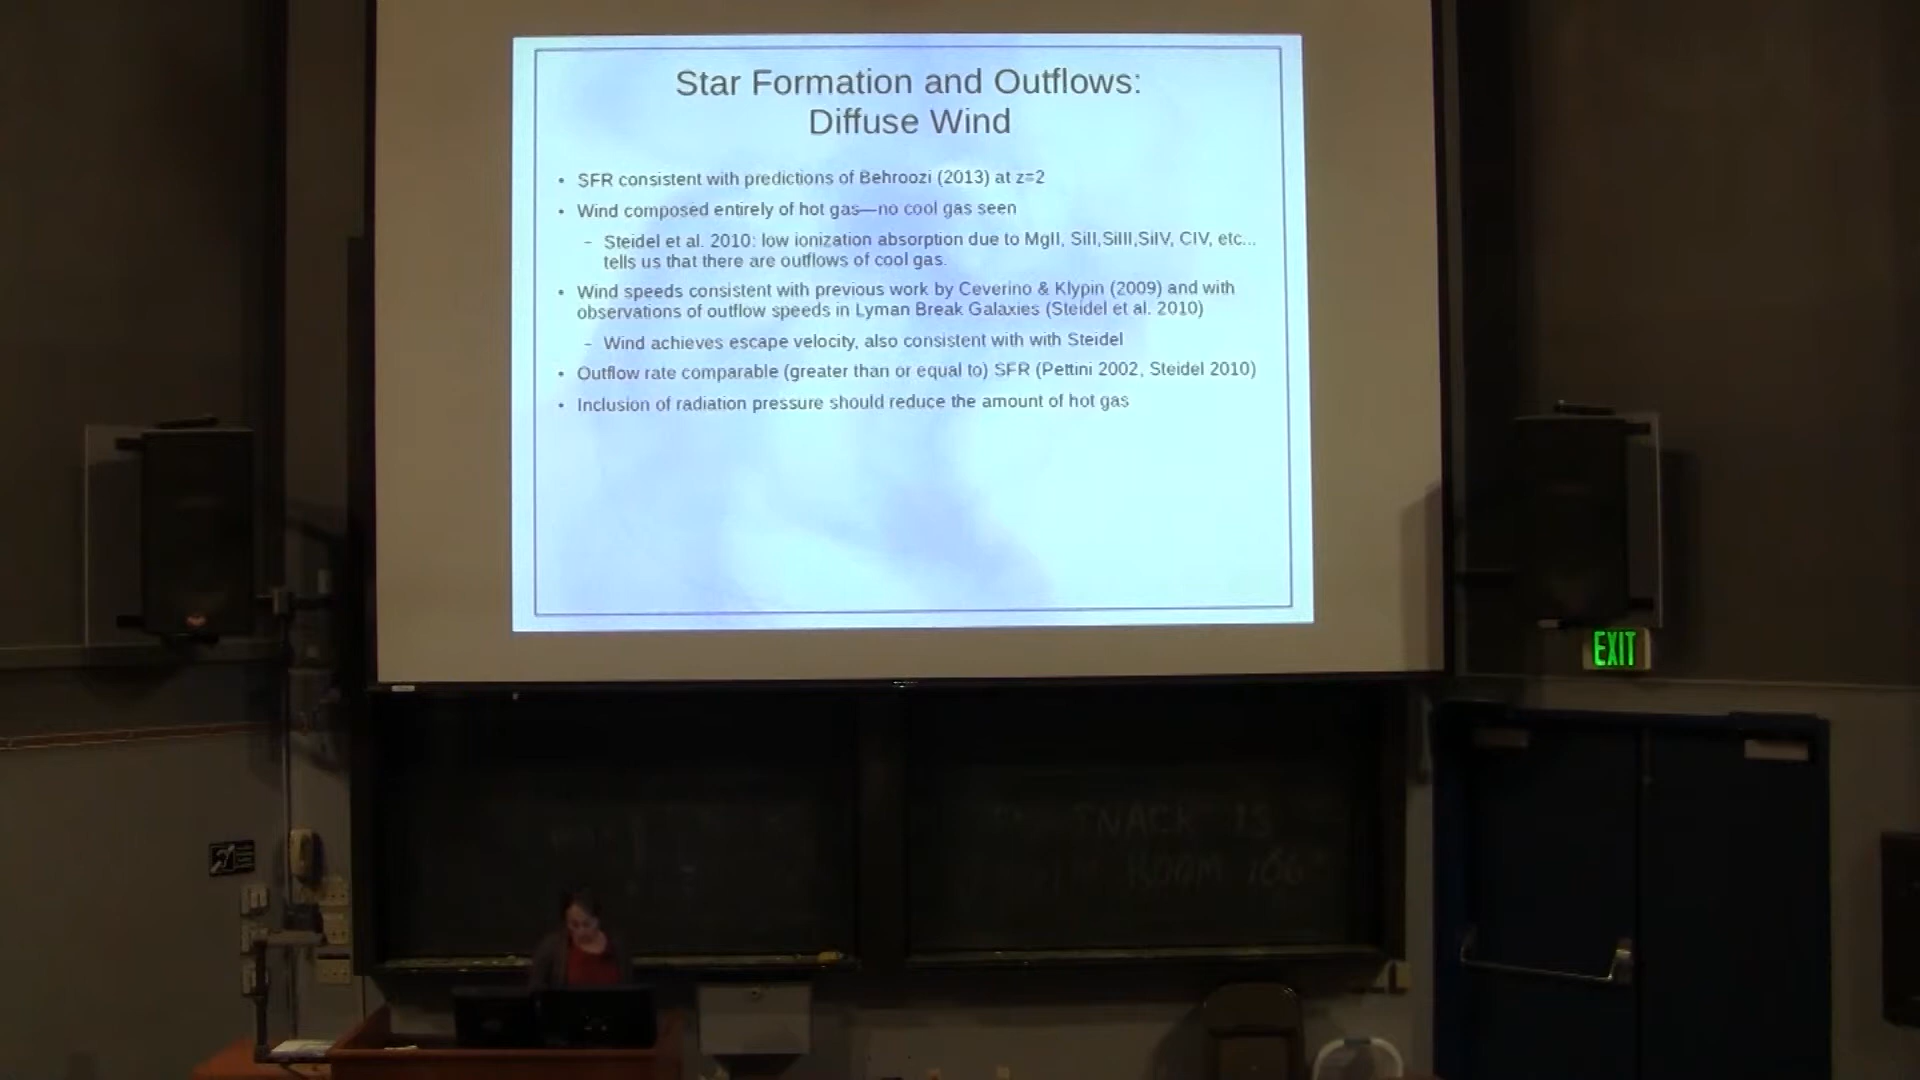 Star Formation and Outflows:
Diffuse Wind
• SFR consistent with predictions of Behroozi (2013) at z=2
• Wind composed entirely of hot gas—no cool gas seen
– Steidel et al. 2010: low ionization absorption due to MgII, SiII,SiIII,SiIV, CIV, etc...
tells us that there are outflows of cool gas.
• Wind speeds consistent with previous work by Ceverino & Klypin (2009) and with
observations of outflow speeds in Lyman Break Galaxies (Steidel et al. 2010)
– Wind achieves escape velocity, also consistent with with Steidel
• Outflow rate comparable (greater than or equal to) SFR (Pettini 2002, Steidel 2010)
• Inclusion of radiation pressure should reduce the amount of hot gas
EXIT
SNACK IS
ROOM 186